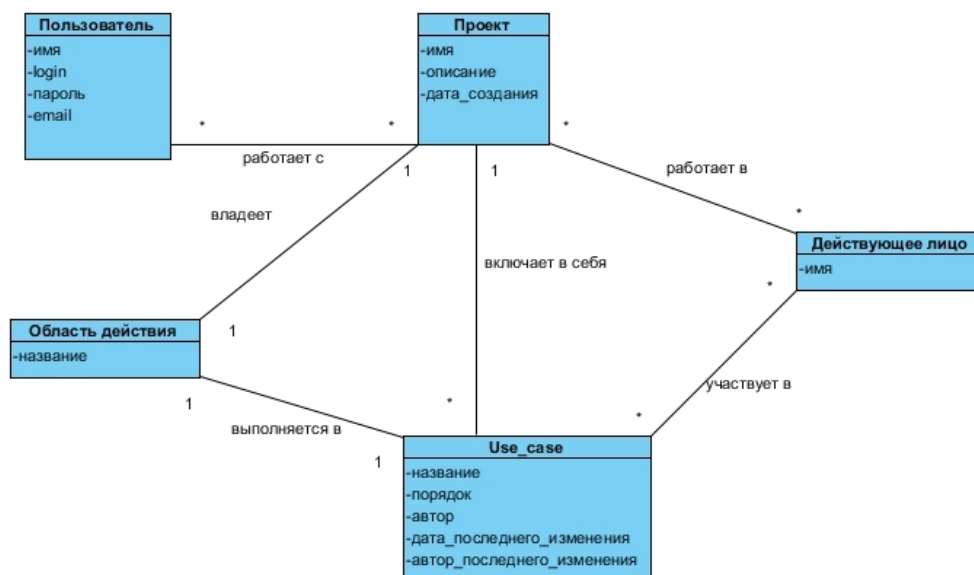 Пользователь
-имя
-login
-пароль
-email
Проект
-имя
-описание
-дата_создания
*
*
*
работает с
1
1
работает в
владеет
*
Действующее лицо
-имя
включает в себя
*
Область действия
-название
1
1
*
участвует в
*
выполняется в
1
Use_case
-название
-порядок
-автор
-дата_последнего_изменения
-автор_последнего_изменения